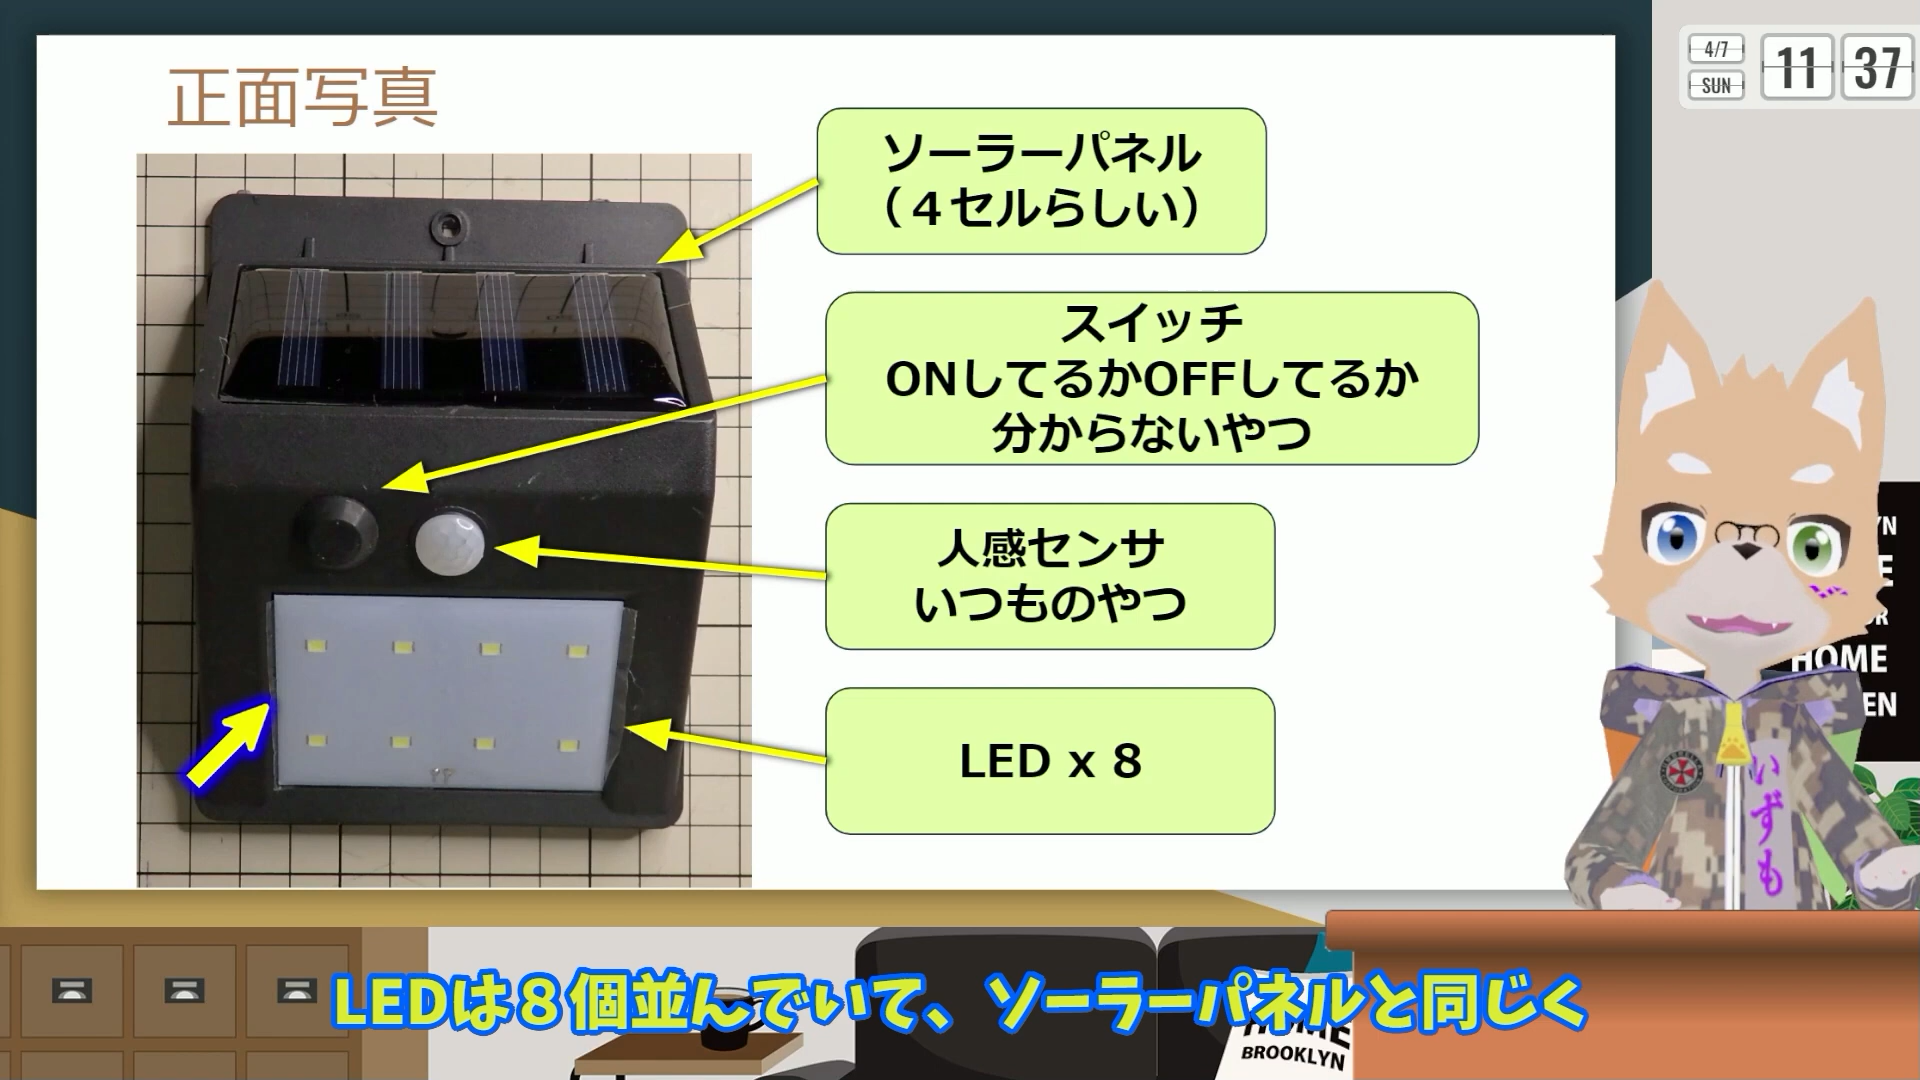 正面写真
ソーラーパネル
（４セルらしい）
スイッチ
ONしてるかOFFしてるか
分からないやつ
人感センサ
いつものやつ
LED x 8
4/7
SUN
11 37
HOME
EN
いずも
LEDは８個並んでいて、ソーラーパネルと同じく
HOME
BROOKLYN